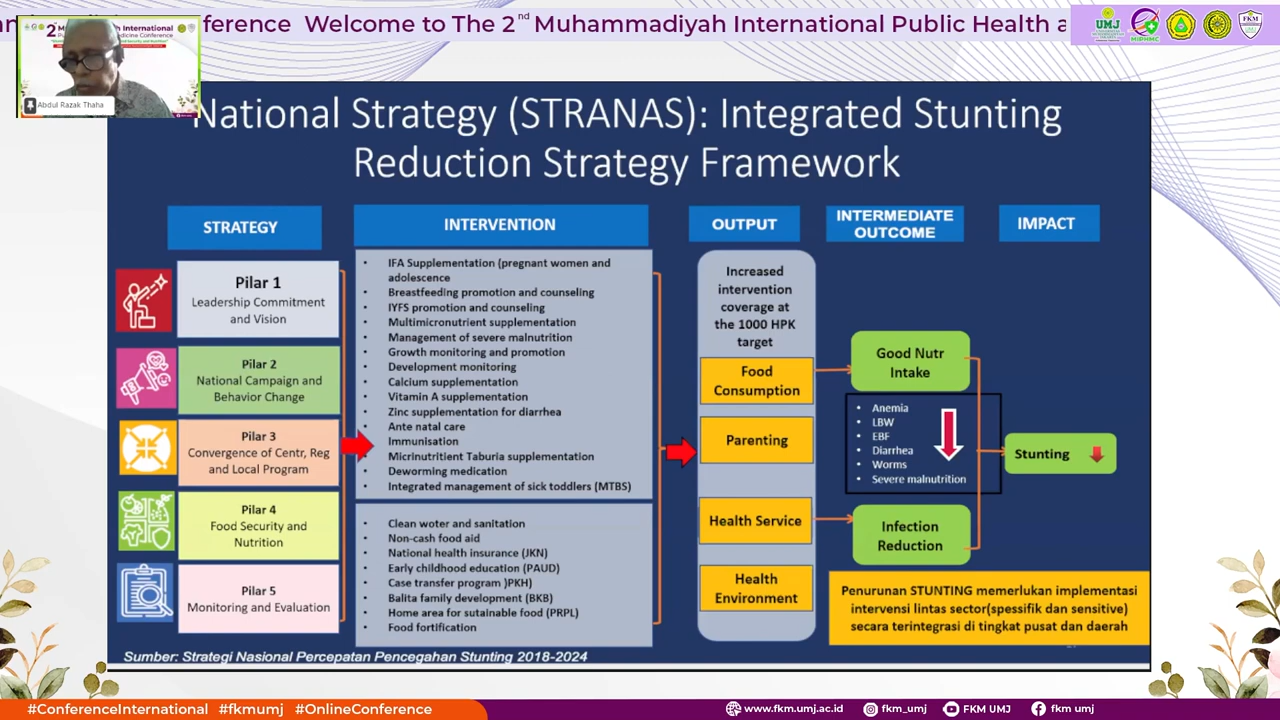 ference Welcome to The 2nd Muhammadiyah International Public Health a
UMJ
MIPHMC
FKM
Abdul Razak Thaha
National Strategy (STRANAS): Integrated Stunting
Reduction Strategy Framework
STRATEGY
Pilar 1
Leadership Commitment
and Vision
Pilar 2
National Campaign and
Behavior Change
Pilar 3
Convergence of Centr, Reg
and Local Program
Pilar 4
Food Security and
Nutrition
Pilar 5
Monitoring and Evaluation
INTERVENTION
• IFA Supplementation (pregnant women and
adolescence
• Breastfeeding promotion and counseling
• IYFS promotion and counseling
• Multimicronutrient supplementation
• Management of severe malnutrition
• Growth monitoring and promotion
• Development monitoring
• Calcium supplementation
• Vitamin A supplementation
• Zinc supplementation for diarrhea
• Ante natal care
• Immunisation
• Micrinutritient Taburia supplementation
• Deworming medication
• Integrated management of sick toddlers (MTBS)
• Clean woter and sanitation
• Non-cash food aid
• National health insurance (JKN)
• Early childhood education (PAUD)
• Case transfer program )PKH)
• Balita family development (BKB)
• Home area for sutainable food (PRPL)
• Food fortification
OUTPUT
Increased
intervention
coverage at
the 1000 HPK
target
Food
Consumption
Parenting
Health Service
Health
Environment
INTERMEDIATE
OUTCOME
Good Nutr
Intake
• Anemia
• LBW
• EBF
• Diarrhea
• Worms
• Severe malnutrition
Infection
Reduction
IMPACT
Stunting
Penurunan STUNTING memerlukan implementasi
intervensi lintas sector(spessifik dan sensitive)
secara terintegrasi di tingkat pusat dan daerah
Sumber: Strategi Nasional Percepatan Pencegahan Stunting 2018-2024
#ConferenceInternational #fkmumj #OnlineConference
www.fkm.umj.ac.id fkm_umj FKM UMJ fkm umj